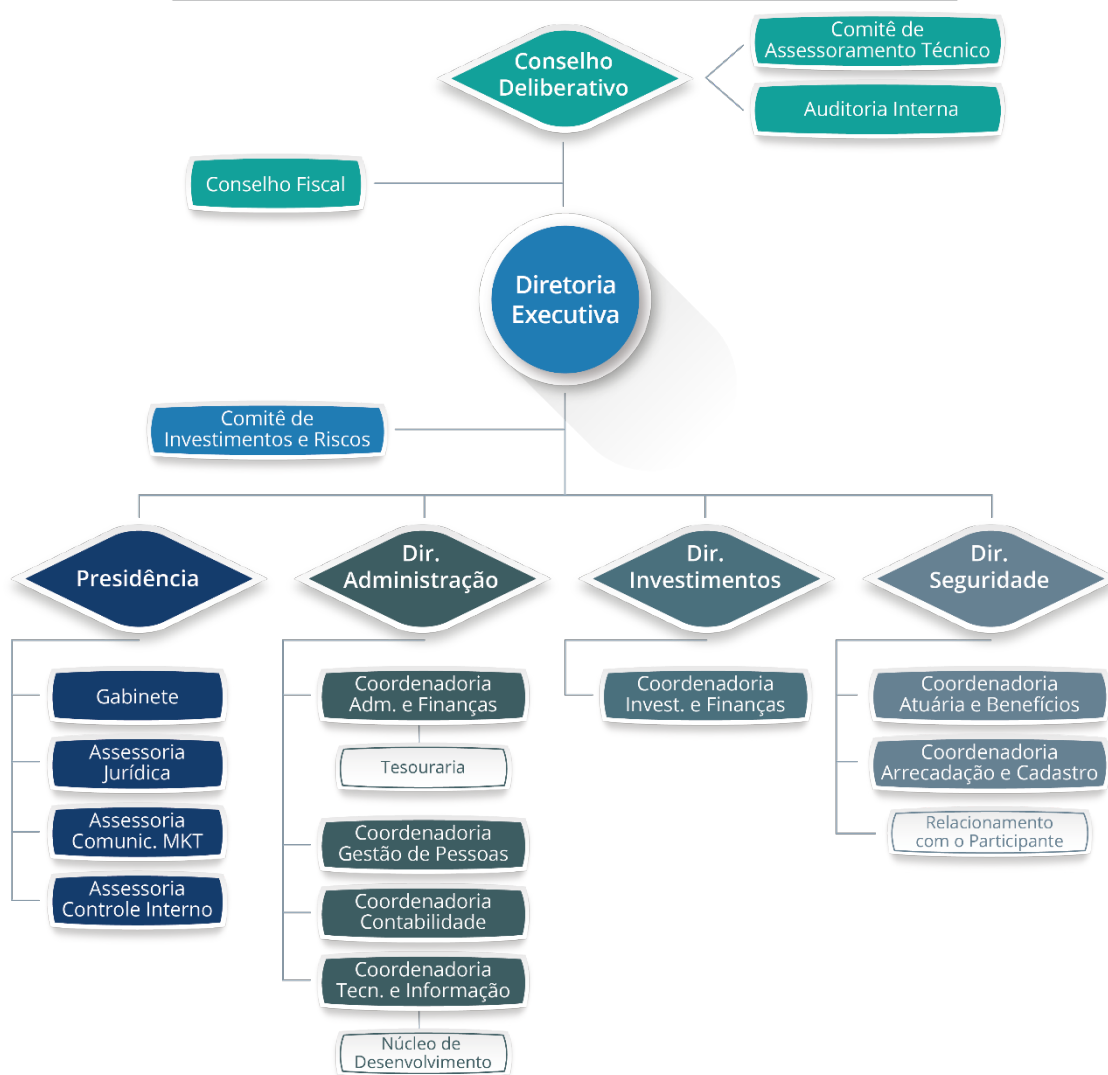 Conselho
Deliberativo
Comitê de
Assessoramento Técnico
Auditoria Interna
Conselho Fiscal
Diretoria
Executiva
Comitê de
Investimentos e Riscos
Presidência
Dir.
Administração
Dir.
Investimentos
Dir.
Seguridade
Gabinete
Assessoria
Jurídica
Assessoria
Comunic. MKT
Assessoria
Controle Interno
Coordenadoria
Adm. e Finanças
Tesouraria
Coordenadoria
Gestão de Pessoas
Coordenadoria
Contabilidade
Coordenadoria
Tecn. e Informação
Núcleo de
Desenvolvimento
Coordenadoria
Invest. e Finanças
Coordenadoria
Atuária e Benefícios
Coordenadoria
Arrecadação e Cadastro
Relacionamento
com o Participante